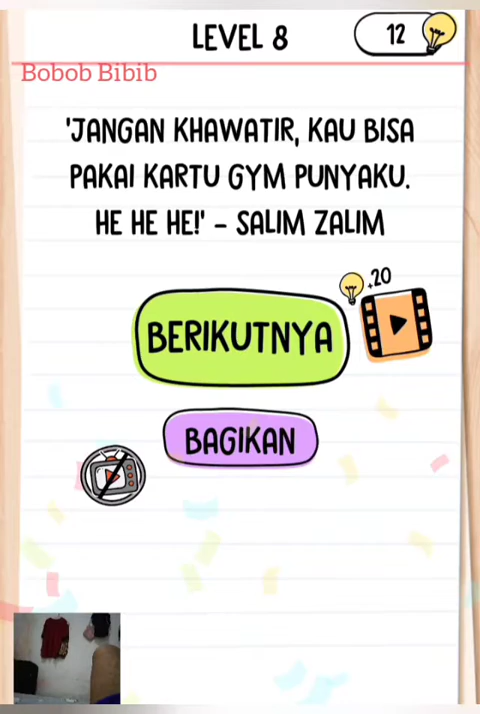 LEVEL 8
12
Bobob Bibib
'JANGAN KHAWATIR, KAU BISA
PAKAI KARTU GYM PUNYAKU.
HE HE HE!' - SALIM ZALIM
+20
BERIKUTNYA
BAGIKAN